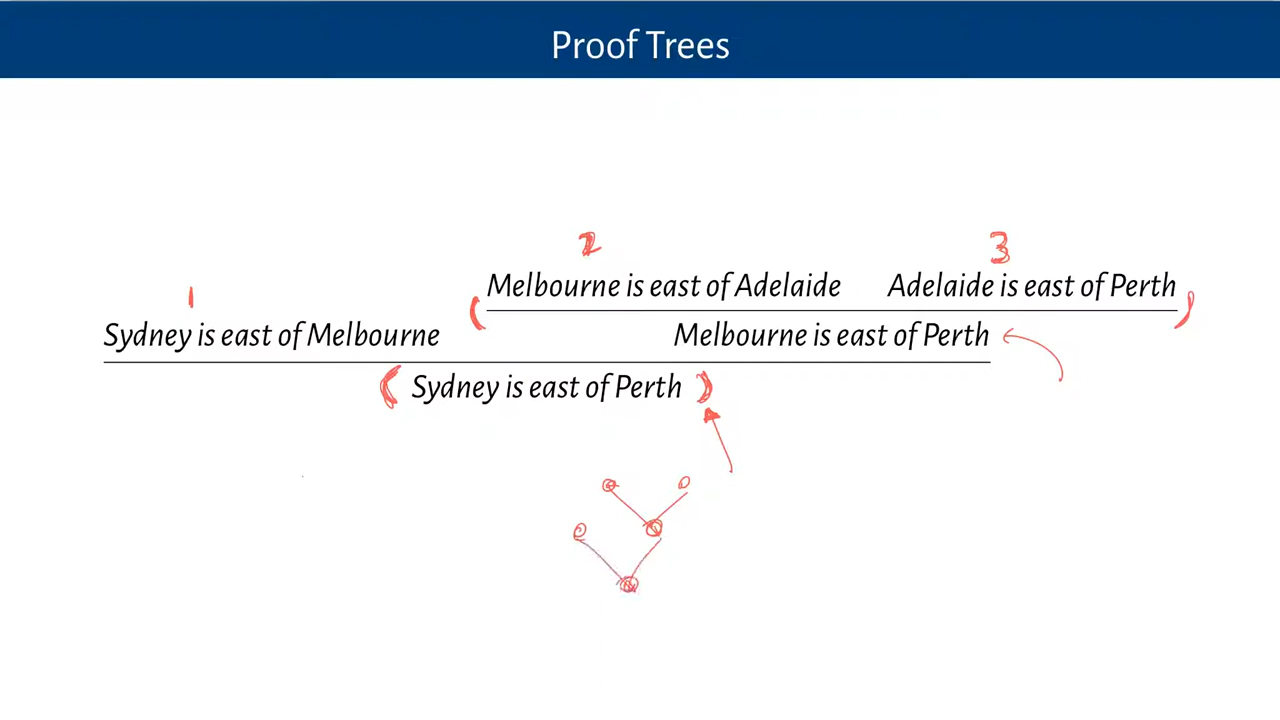 Proof Trees
2 3
Melbourne is east of Adelaide Adelaide is east of Perth
1
Sydney is east of Melbourne Melbourne is east of Perth
( Sydney is east of Perth )